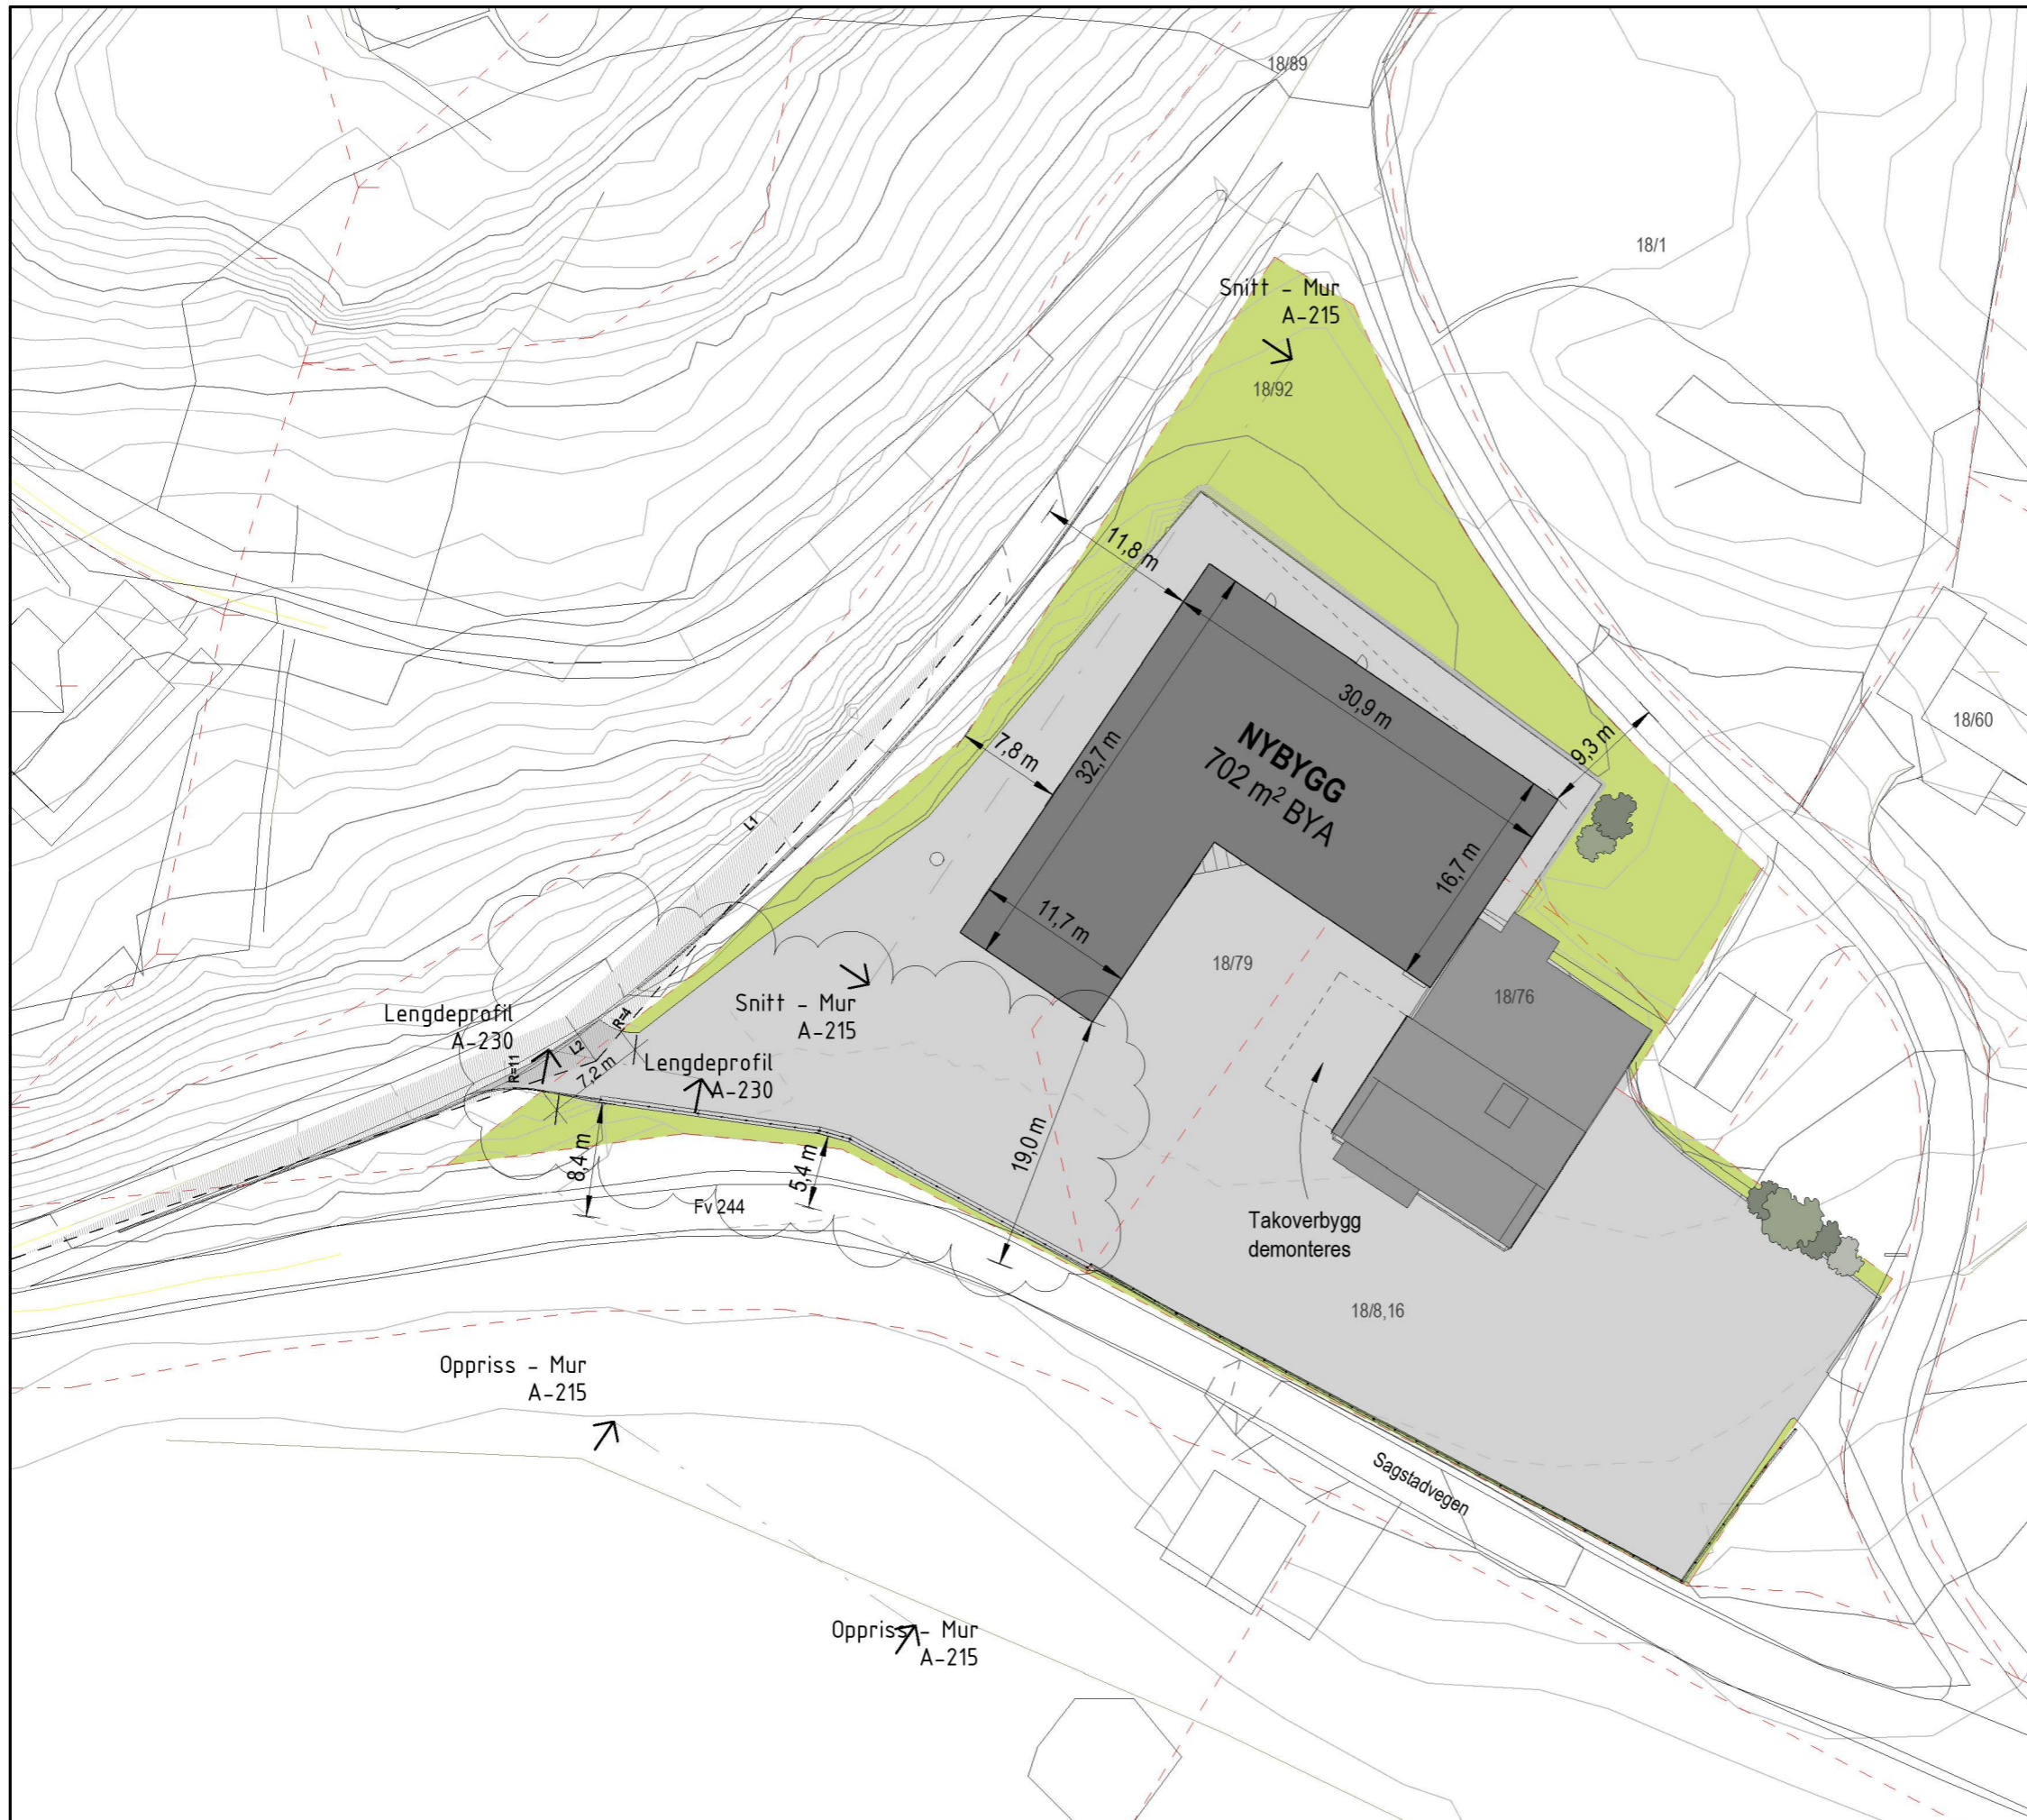 18/89
18/1
Snitt - Mur
A-215
18/92
11,8 m
30,9 m
9,3 m
18/60
7,8 m
32,7 m
NYBYGG
702 m² BYA
L1
16,7 m
11,7 m
18/79
18/76
Snitt - Mur
A-215
Lengdeprofil
A-230
R=4
L2
R=11
7,2 m
Lengdeprofil
A-230
8,4 m
5,4 m
19,0 m
Fv 244
Takoverbygg
demonteres
18/8,16
Oppriss - Mur
A-215
Sagstadvegen
Oppriss - Mur
A-215